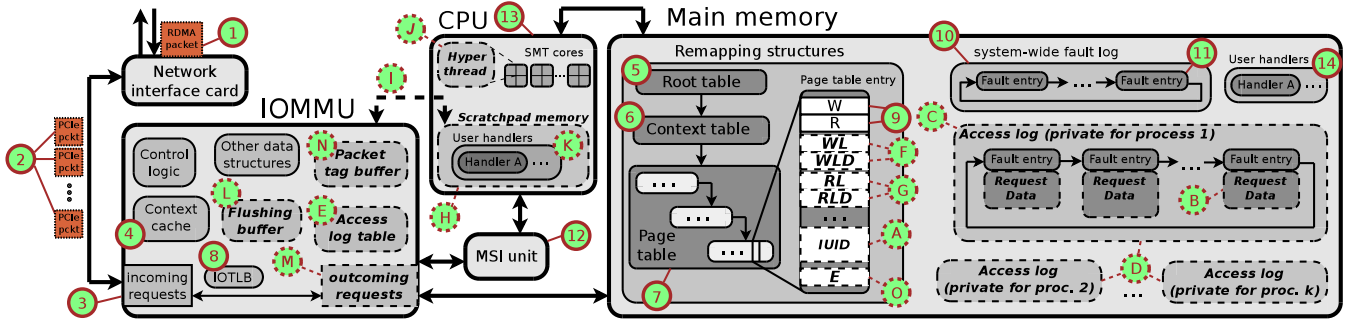 RDMA
packet
1
Network
interface card
PCIe
pckt
PCIe
pckt
PCIe
pckt
2
3
4
IOMMU
Control
logic
Other data
structures
N
Packet
tag buffer
L
Context
cache
Flushing
buffer
E
Access
log table
8
IOTLB
M
Incoming
requests
outcoming
requests
CPU
13
J
Hyper
thread
SMT cores
...
I
Scratchpad memory
User handlers
Handler A
...
K
H
MSI unit
12
Main memory
Remapping structures
5
Root table
6
Context table
...
...
...
Page
table
7
Page table entry
W
R
9
WL
WLD
F
RL
RLD
G
...
IUID
A
E
O
10
system-wide fault log
11
Fault entry
...
Fault entry
User handlers
14
Handler A
...
C
Access log (private for process 1)
Fault entry
Fault entry
...
Fault entry
Request
Data
Request
Data
B
Request
Data
Access log
(private for proc. 2)
D
...
Access log
(private for proc. k)